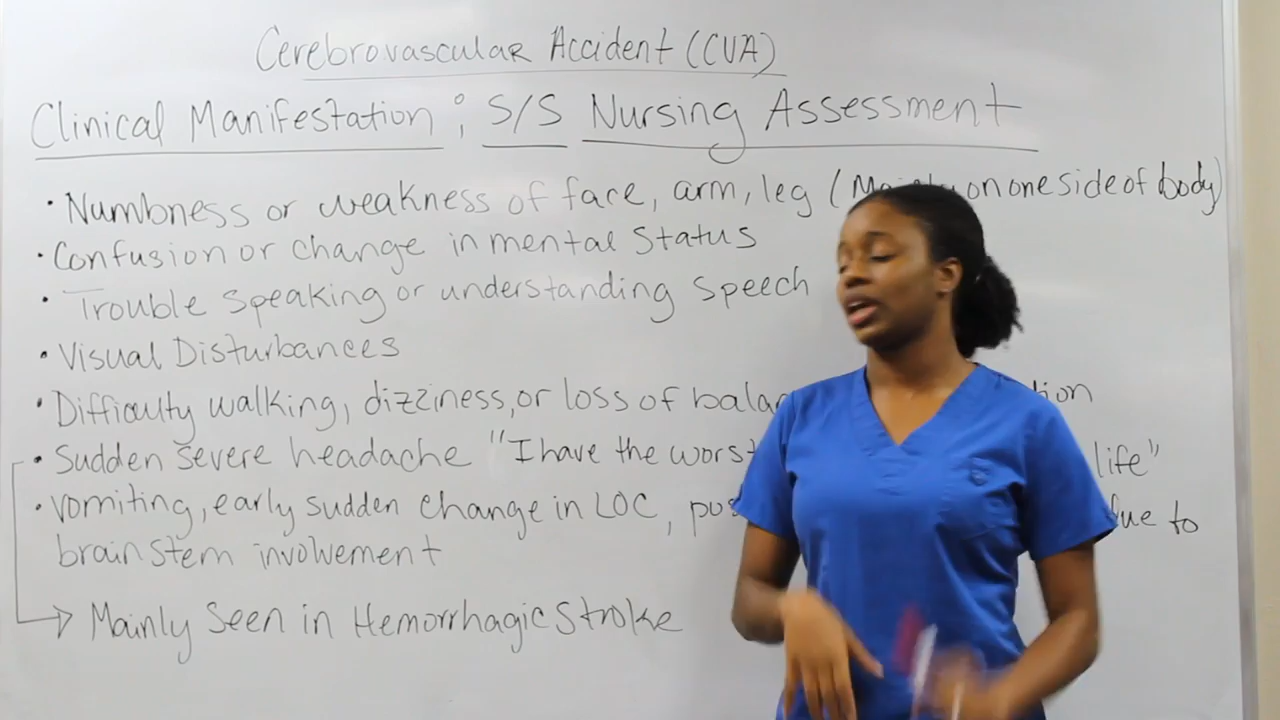 Cerebrovascular Accident (CVA)
Clinical Manifestation ; S/S Nursing Assessment
• Numbness or weakness of face, arm, leg ( on one side of body)
• Confusion or change in mental status
• Trouble speaking or understanding speech
• Visual Disturbances
• Difficulty walking, dizziness, or loss of
• Sudden severe headache "I have the life"
• Vomiting, early sudden change in LOC, to
brain stem involvement
→ Mainly Seen in Hemorrhagic Stroke